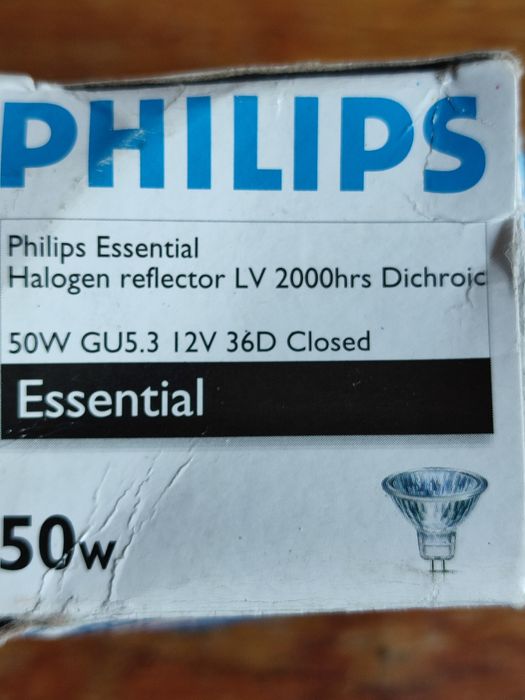 PHILIPS
Philips Essential
Halogen reflector LV 2000hrs Dichroic
50W GU5.3 12V 36D Closed
Essential
50W